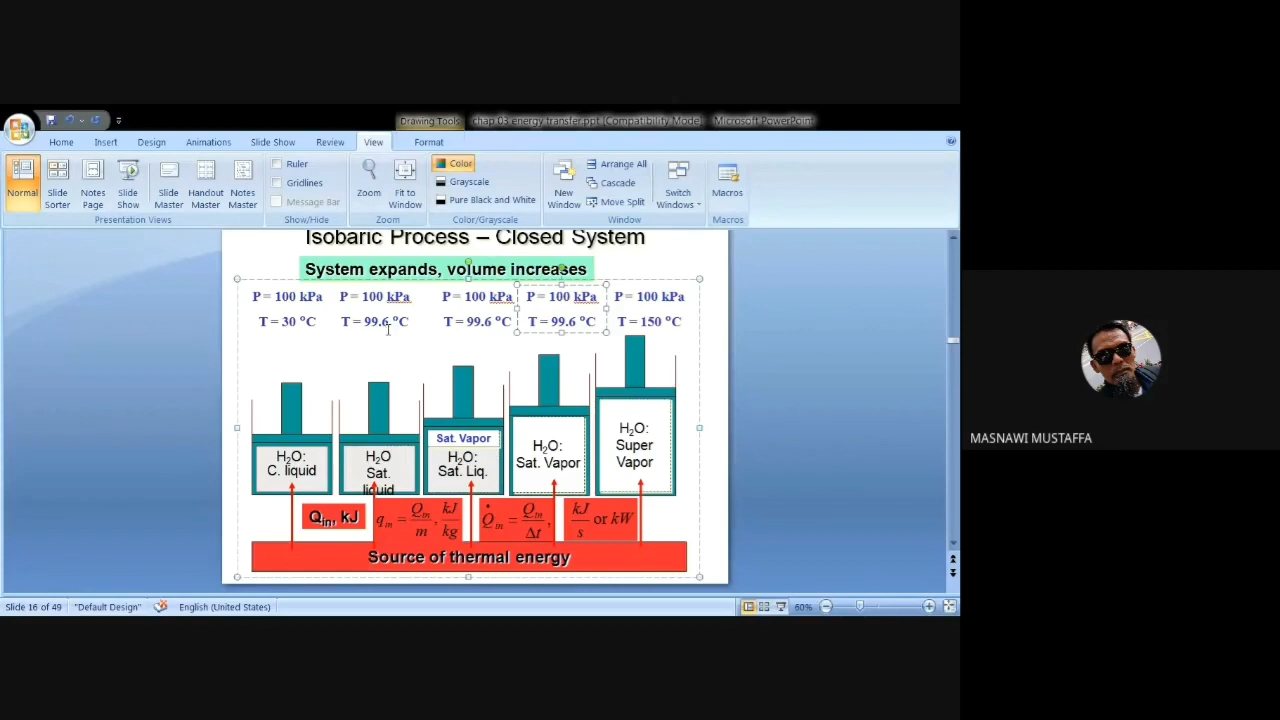 Drawing Tools chap 03 energy transfer.ppt [Compatibility Mode] Microsoft PowerPoint
Home Insert Design Animations Slide Show Review View Format
Normal
Slide Sorter
Notes Page
Slide Show
Slide Master
Handout Master
Notes Master
Presentation Views
Ruler
Gridlines
Message Bar
Show/Hide
Zoom
Fit to Window
Zoom
Color
Grayscale
Pure Black and White
Color/Grayscale
New Window
Arrange All
Cascade
Move Split
Switch Windows
Window
Macros
Macros
Isobaric Process – Closed System
System expands, volume increases
P = 100 kPa P = 100 kPa P = 100 kPa P = 100 kPa P = 100 kPa
T = 30 °C T = 99.6 °C T = 99.6 °C T = 99.6 °C T = 150 °C
H₂O:
C. liquid
H₂O
Sat.
liquid
Sat. Vapor
H₂O:
Sat. Liq.
H₂O:
Sat. Vapor
H₂O:
Super
Vapor
Qin, kJ
qin = Qin/m, kJ/kg
Q̇in = Qin/Δt, kJ/s or kW
Source of thermal energy
MASNAWI MUSTAFFA
Slide 16 of 49 "Default Design" English (United States) 60%